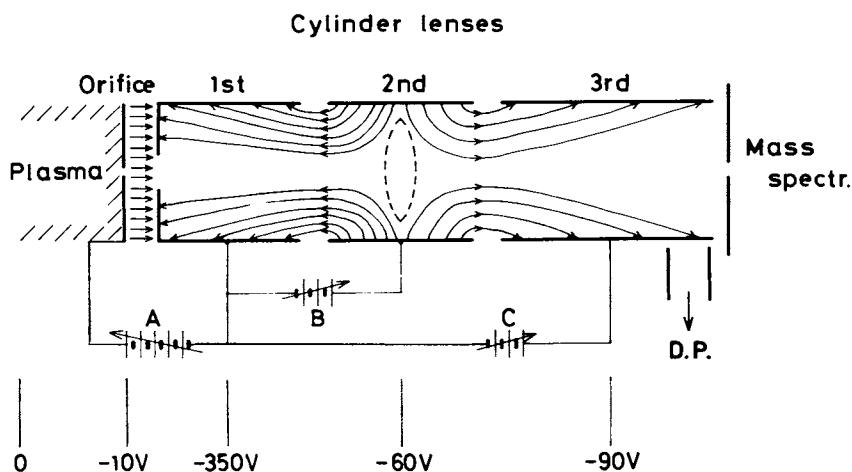 Cylinder lenses
Orifice 1st 2nd 3rd
Plasma
Mass
spectr.
B
A C
D.P.
0 -10V -350V -60V -90V